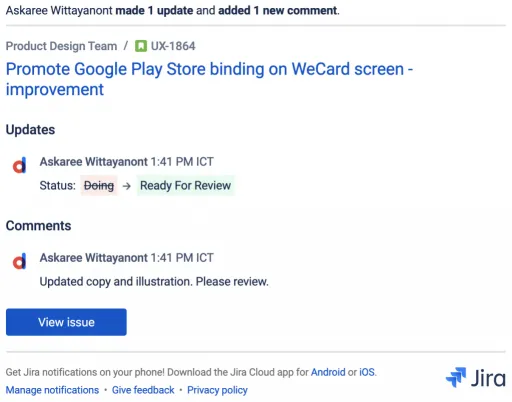 Askaree Wittayanont made 1 update and added 1 new comment.
Product Design Team / UX-1864
Promote Google Play Store binding on WeCard screen -
improvement
Updates
Askaree Wittayanont 1:41 PM ICT
Status: Doing → Ready For Review
Comments
Askaree Wittayanont 1:41 PM ICT
Updated copy and illustration. Please review.
View issue
Get Jira notifications on your phone! Download the Jira Cloud app for Android or iOS.
Manage notifications • Give feedback • Privacy policy
Jira